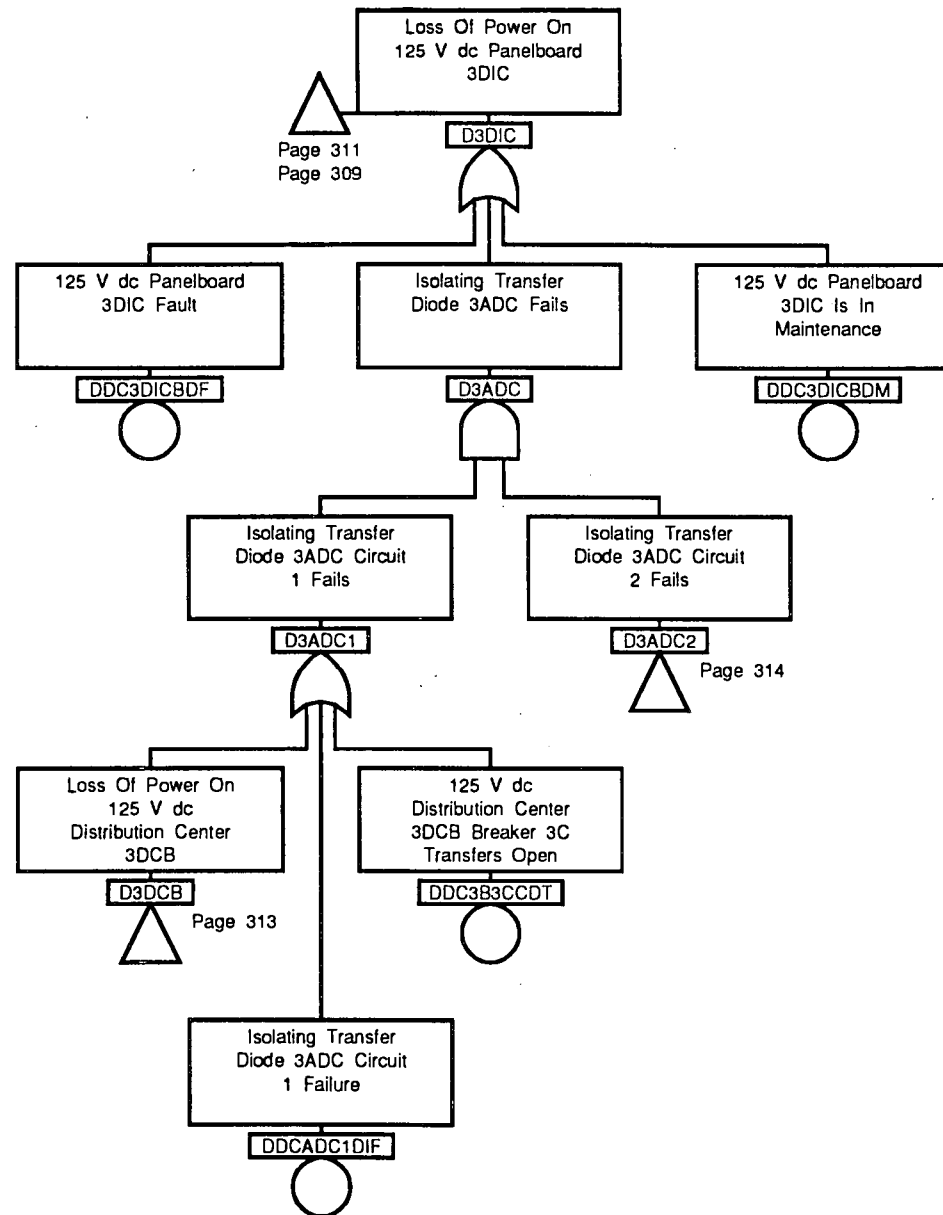 Loss Of Power On
125 V dc Panelboard
3DIC
D3DIC
Page 311
Page 309
125 V dc Panelboard
3DIC Fault
DDC3DICBDF
Isolating Transfer
Diode 3ADC Fails
D3ADC
125 V dc Panelboard
3DIC Is In
Maintenance
DDC3DICBDM
Isolating Transfer
Diode 3ADC Circuit
1 Fails
D3ADC1
Isolating Transfer
Diode 3ADC Circuit
2 Fails
D3ADC2
Page 314
Loss Of Power On
125 V dc
Distribution Center
3DCB
D3DCB
Page 313
125 V dc
Distribution Center
3DCB Breaker 3C
Transfers Open
DDC3B3CCDT
Isolating Transfer
Diode 3ADC Circuit
1 Failure
DDCADC1DIF